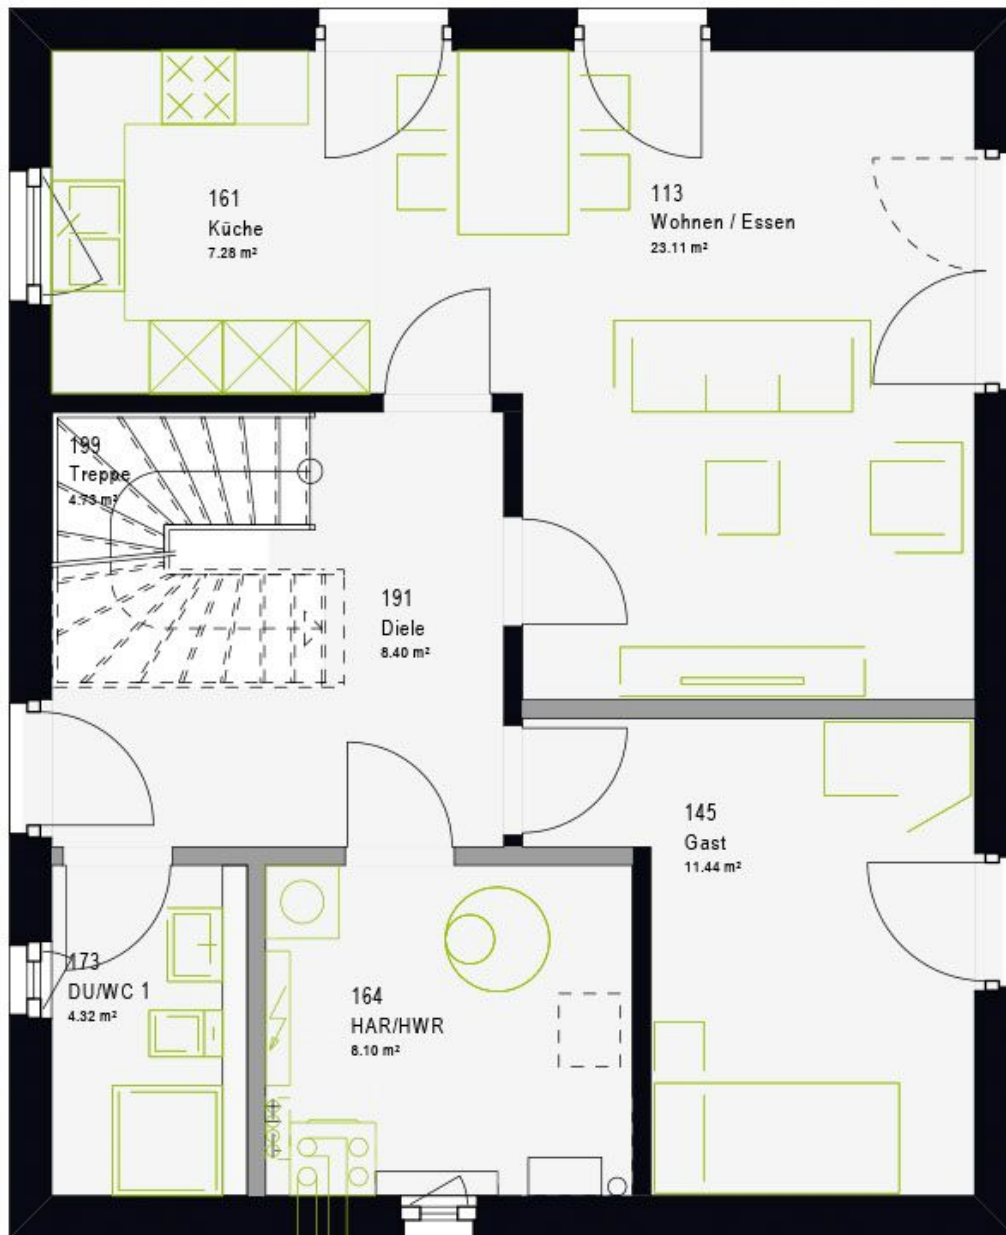 161
Küche
7.28 m²
113
Wohnen / Essen
23.11 m²
199
Treppe
4.73 m²
191
Diele
8.40 m²
145
Gast
11.44 m²
173
DU/WC 1
4.32 m²
164
HAR/HWR
8.10 m²